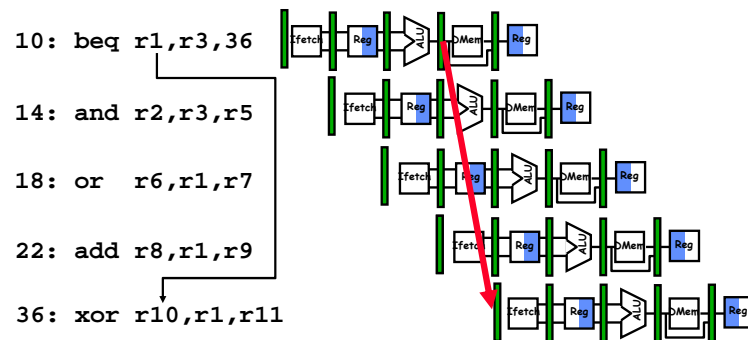 10: beq r1,r3,36
Ifetch Reg ALU DMem Reg
14: and r2,r3,r5
Ifetch Reg ALU DMem Reg
18: or r6,r1,r7
Ifetch Reg ALU DMem Reg
22: add r8,r1,r9
Ifetch Reg ALU DMem Reg
36: xor r10,r1,r11
Ifetch Reg ALU DMem Reg